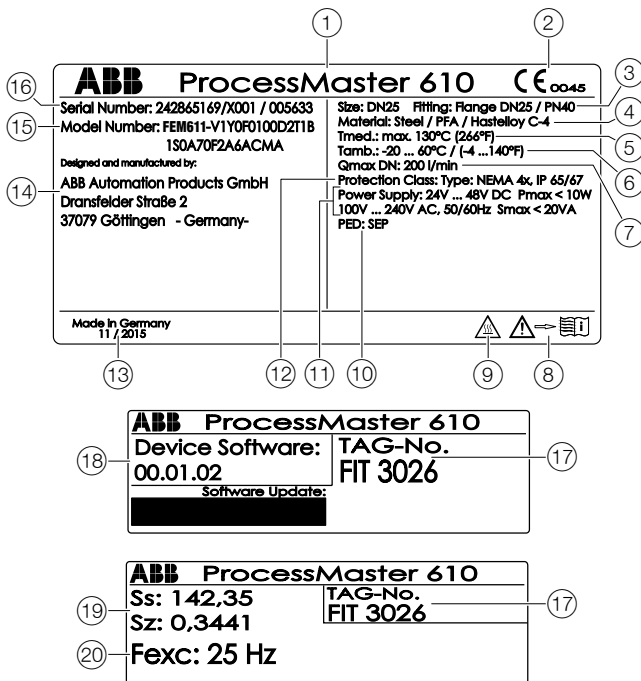 1
2
ABB ProcessMaster 610 CE 0045
16
Serial Number: 242865169/X001 / 005633
15
Model Number: FEM611-V1Y0F0100D2T1B
1S0A70F2A6ACMA
Designed and manufactured by:
14
ABB Automation Products GmbH
Dransfelder Straße 2
37079 Göttingen - Germany-
Size: DN25 Fitting: Flange DN25 / PN40
3
Material: Steel / PFA / Hastelloy C-4
4
Tmed.: max. 130°C (266°F)
5
Tamb.: -20 ... 60°C / (-4 ...140°F)
6
Qmax DN: 200 l/min
7
Protection Class: Type: NEMA 4x, IP 65/67
Power Supply: 24V ... 48V DC Pmax < 10W
100V ... 240V AC, 50/60Hz Smax < 20VA
PED: SEP
Made in Germany
11 / 2015
13
12
11
10
9
8
ABB ProcessMaster 610
18
Device Software:
00.01.02
Software Update:
TAG-No.
FIT 3026
17
ABB ProcessMaster 610
19
Ss: 142,35
Sz: 0,3441
TAG-No.
FIT 3026
17
20
Fexc: 25 Hz